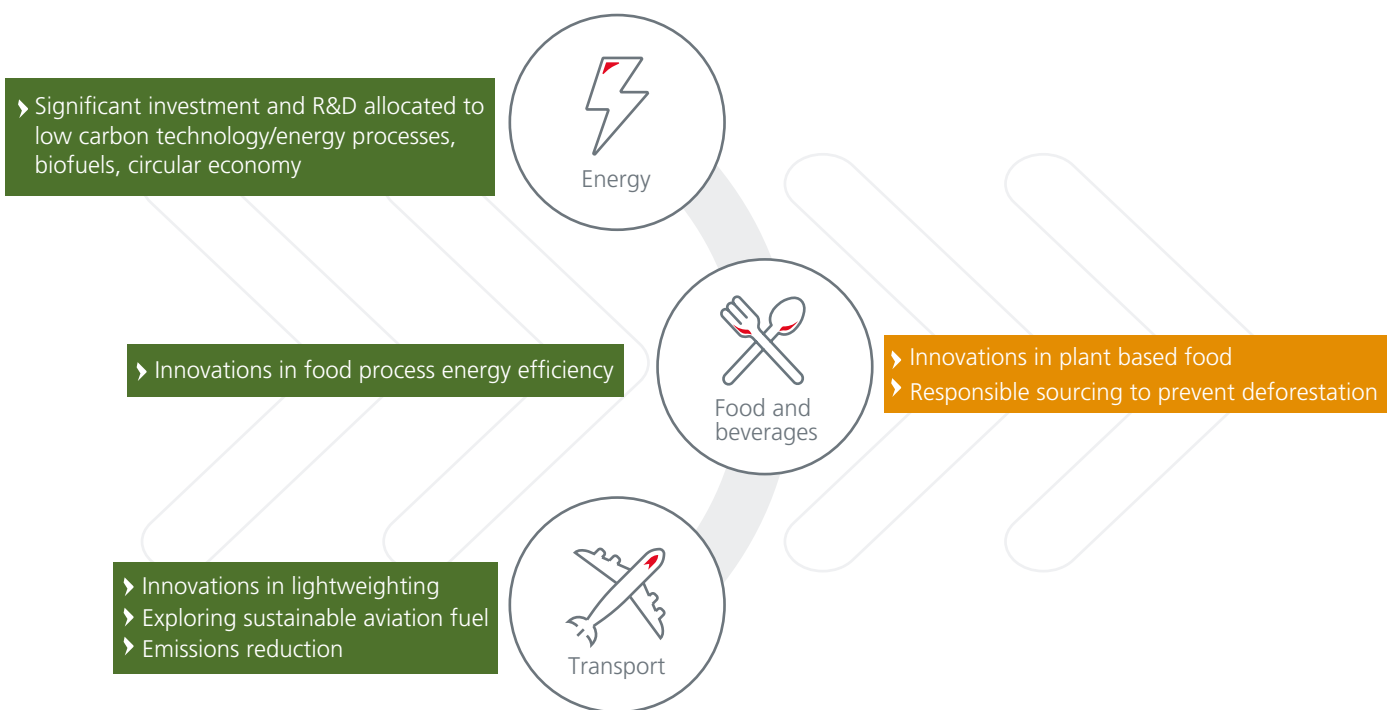 Significant investment and R&D allocated to
low carbon technology/energy processes,
biofuels, circular economy
Energy
Innovations in food process energy efficiency
Food and
beverages
Innovations in plant based food
Responsible sourcing to prevent deforestation
Innovations in lightweighting
Exploring sustainable aviation fuel
Emissions reduction
Transport